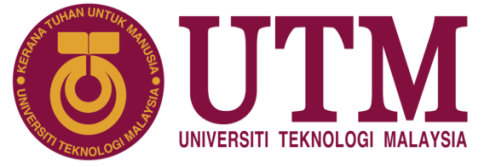 KERANA TUHAN UNTUK MANUSIA
UNIVERSITI TEKNOLOGI MALAYSIA
UTM
UNIVERSITI TEKNOLOGI MALAYSIA